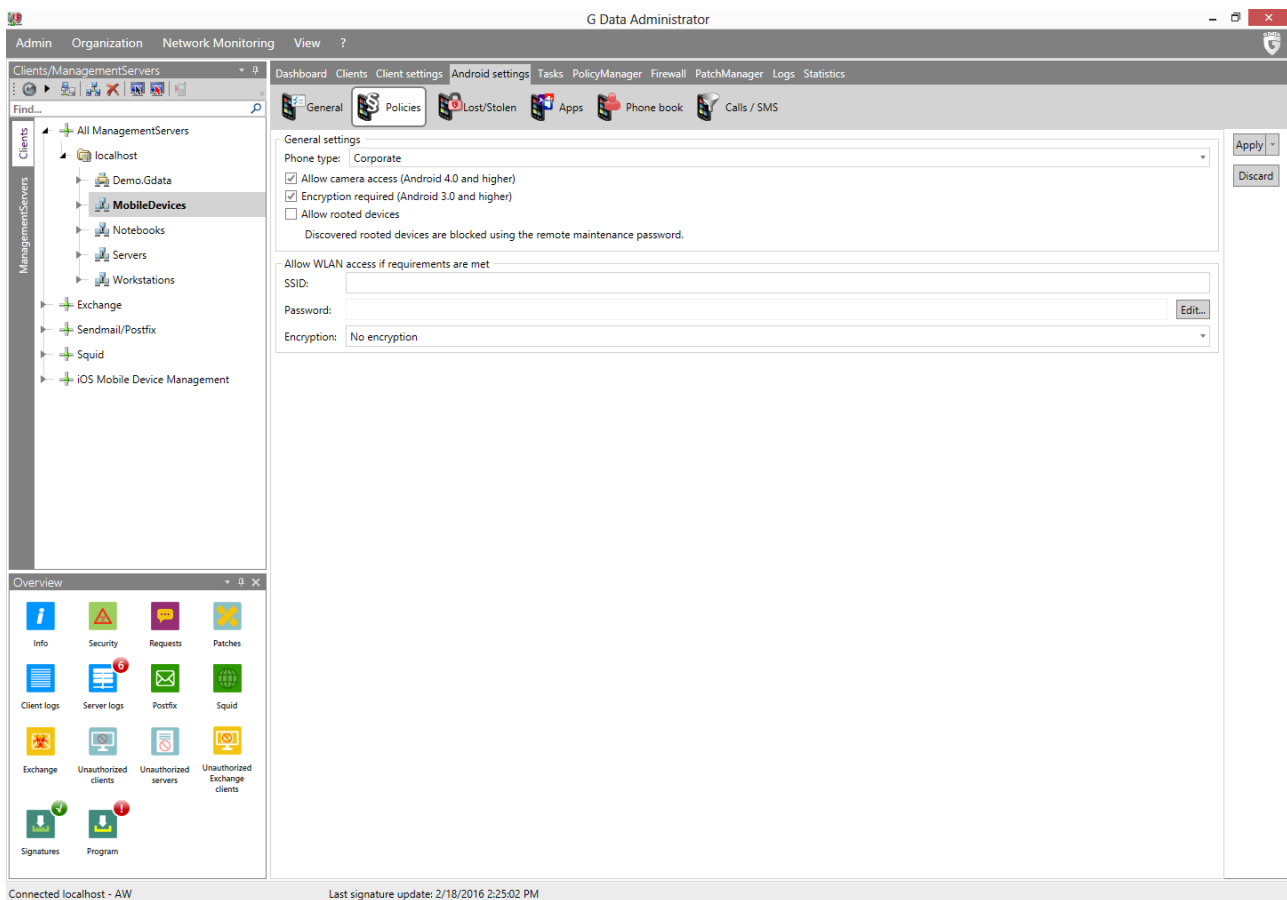 G Data Administrator
Admin Organization Network Monitoring View ?
G DATA
Clients/ManagementServers
Find...
Clients
ManagementServers
All ManagementServers
localhost
Demo.Gdata
MobileDevices
Notebooks
Servers
Workstations
Exchange
Sendmail/Postfix
Squid
iOS Mobile Device Management
Dashboard Clients Client settings Android settings Tasks PolicyManager Firewall PatchManager Logs Statistics
General Policies Lost/Stolen Apps Phone book Calls / SMS
General settings
Phone type: Corporate
Allow camera access (Android 4.0 and higher)
Encryption required (Android 3.0 and higher)
Allow rooted devices
Discovered rooted devices are blocked using the remote maintenance password.
Allow WLAN access if requirements are met
SSID:
Password: Edit...
Encryption: No encryption
Apply
Discard
Overview
Info Security Requests Patches
6
Client logs Server logs Postfix Squid
Exchange Unauthorized clients Unauthorized servers Unauthorized Exchange clients
Signatures Program
Connected localhost - AW Last signature update: 2/18/2016 2:25:02 PM